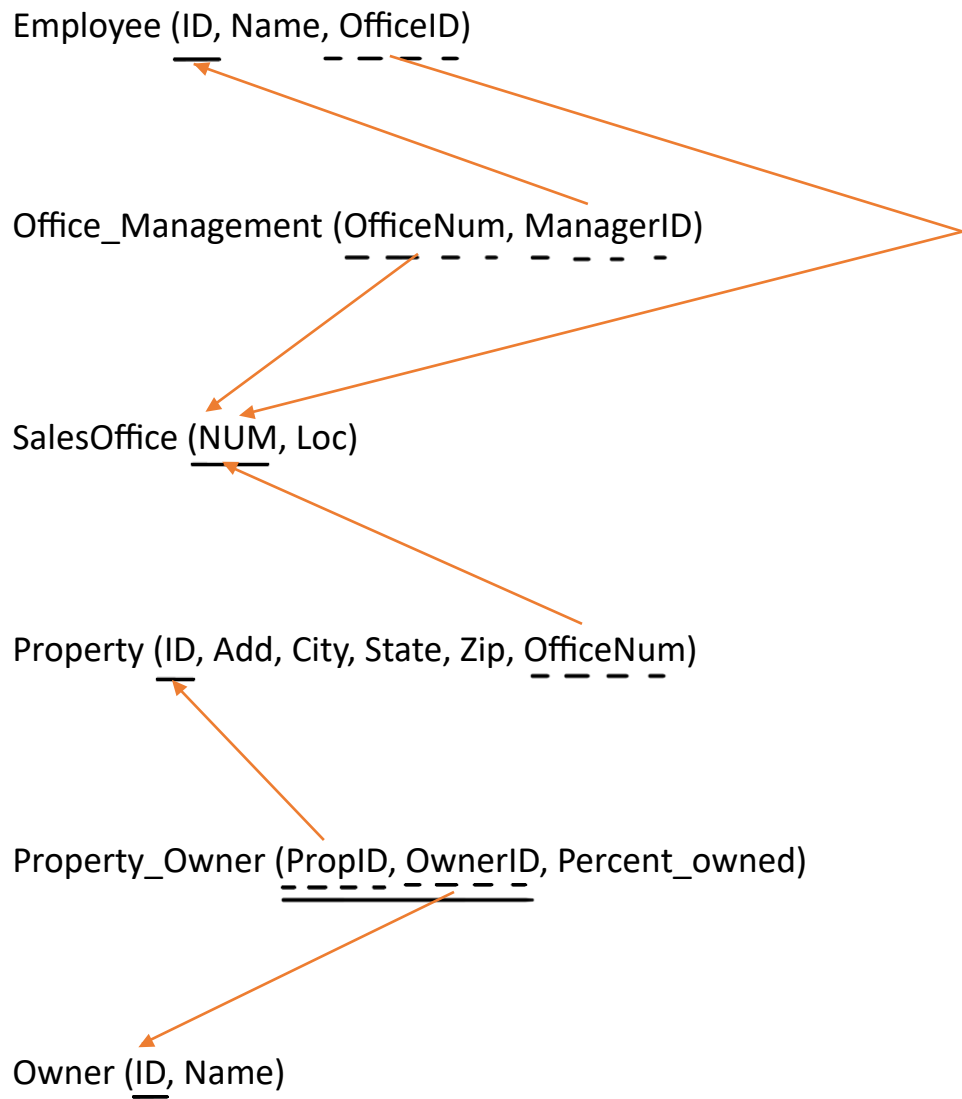 Employee (ID, Name, OfficeID)
Office_Management (OfficeNum, ManagerID)
SalesOffice (NUM, Loc)
Property (ID, Add, City, State, Zip, OfficeNum)
Property_Owner (PropID, OwnerID, Percent_owned)
Owner (ID, Name)